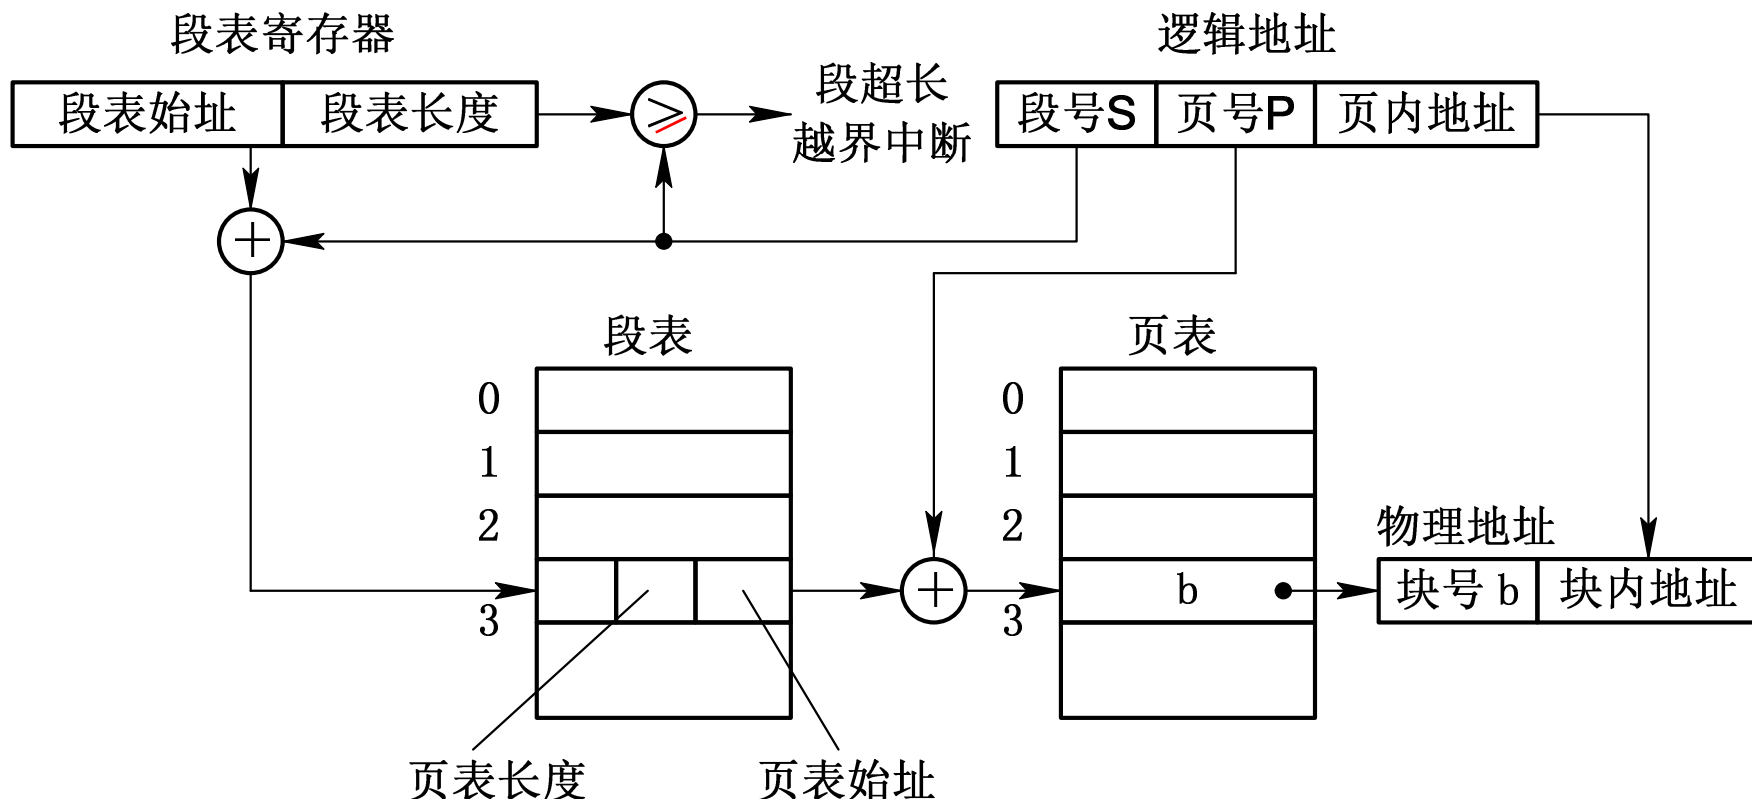 段表寄存器
逻辑地址
段表始址 段表长度
≥
段超长
越界中断
段号S 页号P 页内地址
+
段表
页表
0
1
2
3
0
1
2
3
+
b
物理地址
块号 b 块内地址
页表长度
页表始址